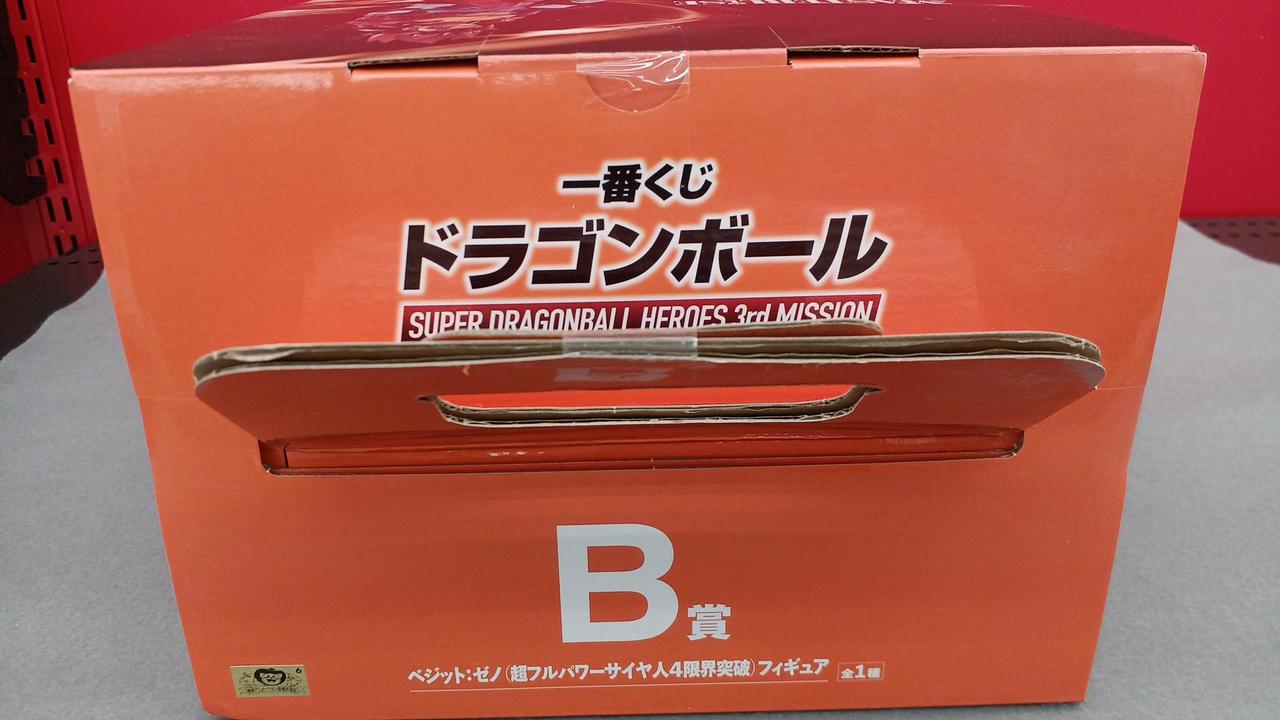 一番くじ
ドラゴンボール
SUPER DRAGONBALL HEROES 3rd MISSION
B賞
ベジット:ゼノ(超フルパワーサイヤ人4限界突破)フィギュア 全1種
6